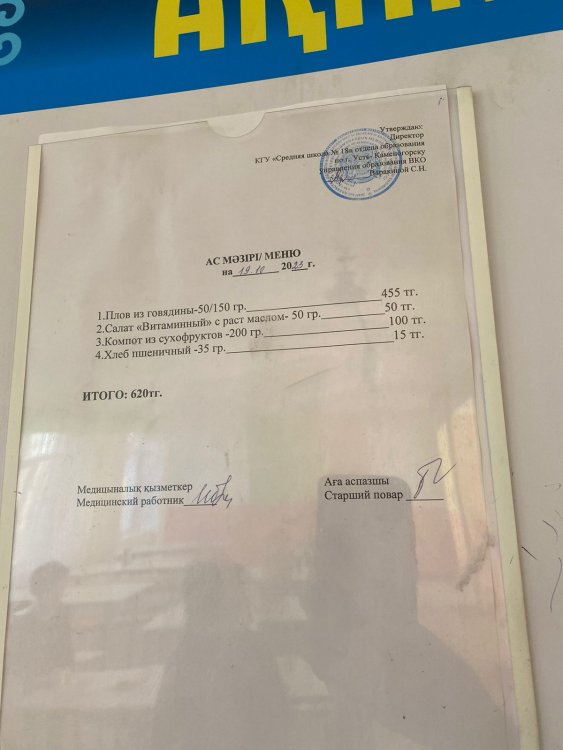 Утверждаю:
Директор
КГУ «Средняя школа № 18» отдела образования
по г. Усть- Каменогорску
управления образования ВКО
Варакиной С.Н.
АС МӘЗІРІ/ МЕНЮ
на 19.10 2023 г.
1.Плов из говядины-50/150 гр. 455 тг.
2.Салат «Витаминный» с раст маслом- 50 гр. 50 тг.
3.Компот из сухофруктов -200 гр. 100 тг.
4.Хлеб пшеничный -35 гр. 15 тг.
ИТОГО: 620тг.
Медициналық қызметкер
Медицинский работник
Аға аспазшы
Старший повар